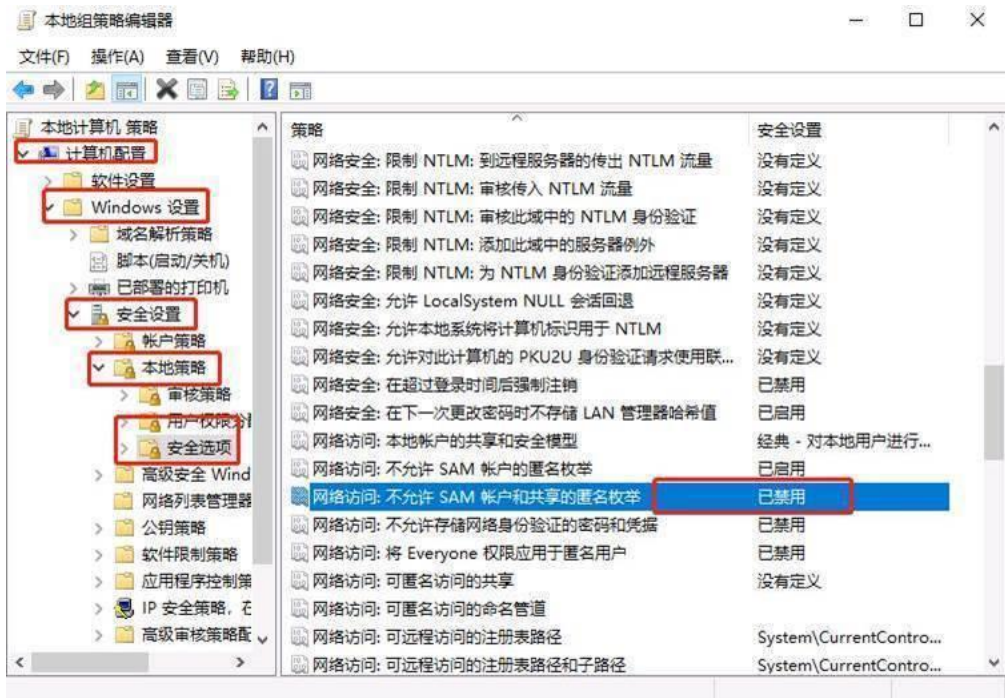 本地组策略编辑器
文件(F) 操作(A) 查看(V) 帮助(H)
本地计算机 策略
计算机配置
软件设置
Windows 设置
域名解析策略
脚本(启动/关机)
已部署的打印机
安全设置
帐户策略
本地策略
审核策略
用户权限分配
安全选项
高级安全 Wind
网络列表管理器
公钥策略
软件限制策略
应用程序控制策
IP 安全策略，在
高级审核策略配
策略 安全设置
网络安全: 限制 NTLM: 到远程服务器的传出 NTLM 流量 没有定义
网络安全: 限制 NTLM: 审核传入 NTLM 流量 没有定义
网络安全: 限制 NTLM: 审核此域中的 NTLM 身份验证 没有定义
网络安全: 限制 NTLM: 添加此域中的服务器例外 没有定义
网络安全: 限制 NTLM: 为 NTLM 身份验证添加远程服务器 没有定义
网络安全: 允许 LocalSystem NULL 会话回退 没有定义
网络安全: 允许本地系统将计算机标识用于 NTLM 没有定义
网络安全: 允许对此计算机的 PKU2U 身份验证请求使用联... 没有定义
网络安全: 在超过登录时间后强制注销 已禁用
网络安全: 在下一次更改密码时不存储 LAN 管理器哈希值 已启用
网络访问: 本地帐户的共享和安全模型 经典 - 对本地用户进行...
网络访问: 不允许 SAM 帐户的匿名枚举 已启用
网络访问: 不允许 SAM 帐户和共享的匿名枚举 已禁用
网络访问: 不允许存储网络身份验证的密码和凭据 已禁用
网络访问: 将 Everyone 权限应用于匿名用户 已禁用
网络访问: 可匿名访问的共享 没有定义
网络访问: 可匿名访问的命名管道
网络访问: 可远程访问的注册表路径 System\CurrentContro...
网络访问: 可远程访问的注册表路径和子路径 System\CurrentContro...